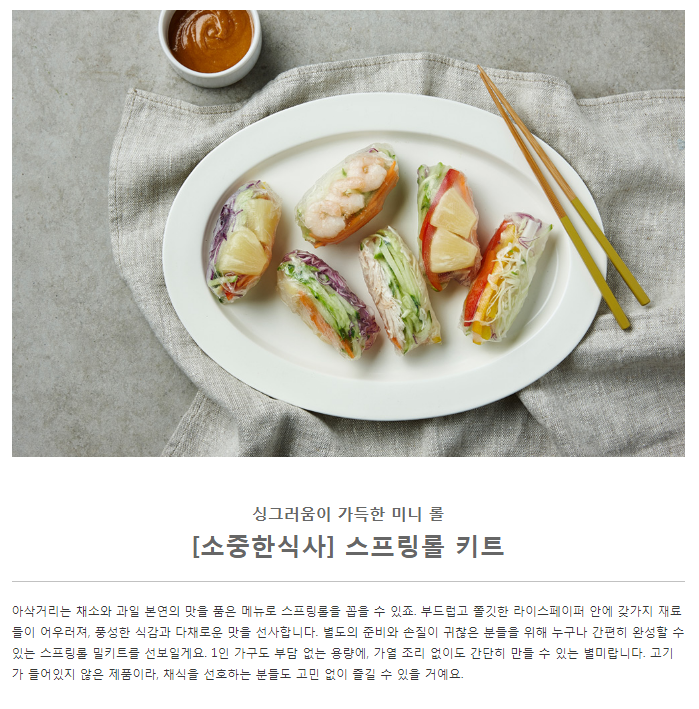 싱그러움이 가득한 미니 롤
[소중한식사] 스프링롤 키트
아삭거리는 채소와 과일 본연의 맛을 품은 메뉴로 스프링롤을 꼽을 수 있죠. 부드럽고 쫄깃한 라이스페이퍼 안에 갖가지 재료
들이 어우러져, 풍성한 식감과 다채로운 맛을 선사합니다. 별도의 준비와 손질이 귀찮은 분들을 위해 누구나 간편히 완성할 수
있는 스프링롤 밀키트를 선보일게요. 1인 가구도 부담 없는 용량에, 가열 조리 없이도 간단히 만들 수 있는 별미랍니다. 고기
가 들어있지 않은 제품이라, 채식을 선호하는 분들도 고민 없이 즐길 수 있을 거예요.